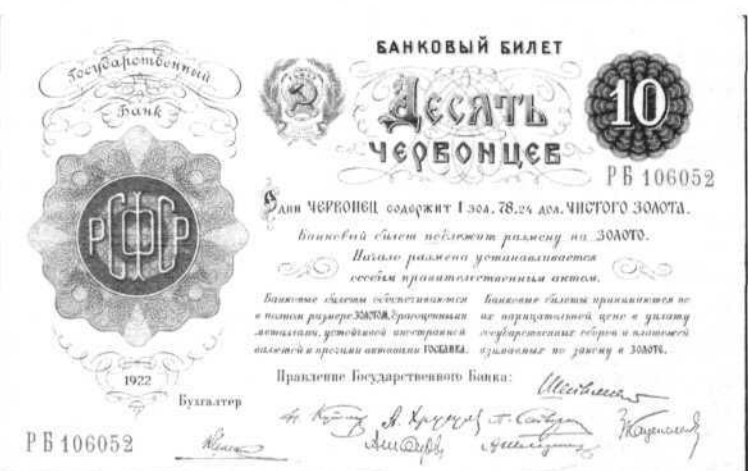 Государственный
Банк
РСФСР
1922
Бухгалтер
РБ 106052
БАНКОВЫЙ БИЛЕТ
ДЕСЯТЬ
ЧЕРВОНЦЕВ
10
РБ 106052
Один ЧЕРВОНЕЦ содержит 1 зол. 78.24 дол. ЧИСТОГО ЗОЛОТА.
Банковый билет подлежит размену на ЗОЛОТО.
Начало размена устанавливается
особым правительственным актом.
Банковые билеты обеспечиваются
в полном размере ЗОЛОТОМ, драгоценными
металлами, устойчивой иностранной
валютой и прочими активами ГОСБАНКА.
Банковые билеты принимаются по
их нарицательной цене в уплату
государственных сборов и платежей
взимаемых по закону в ЗОЛОТЕ.
Правление Государственного Банка: